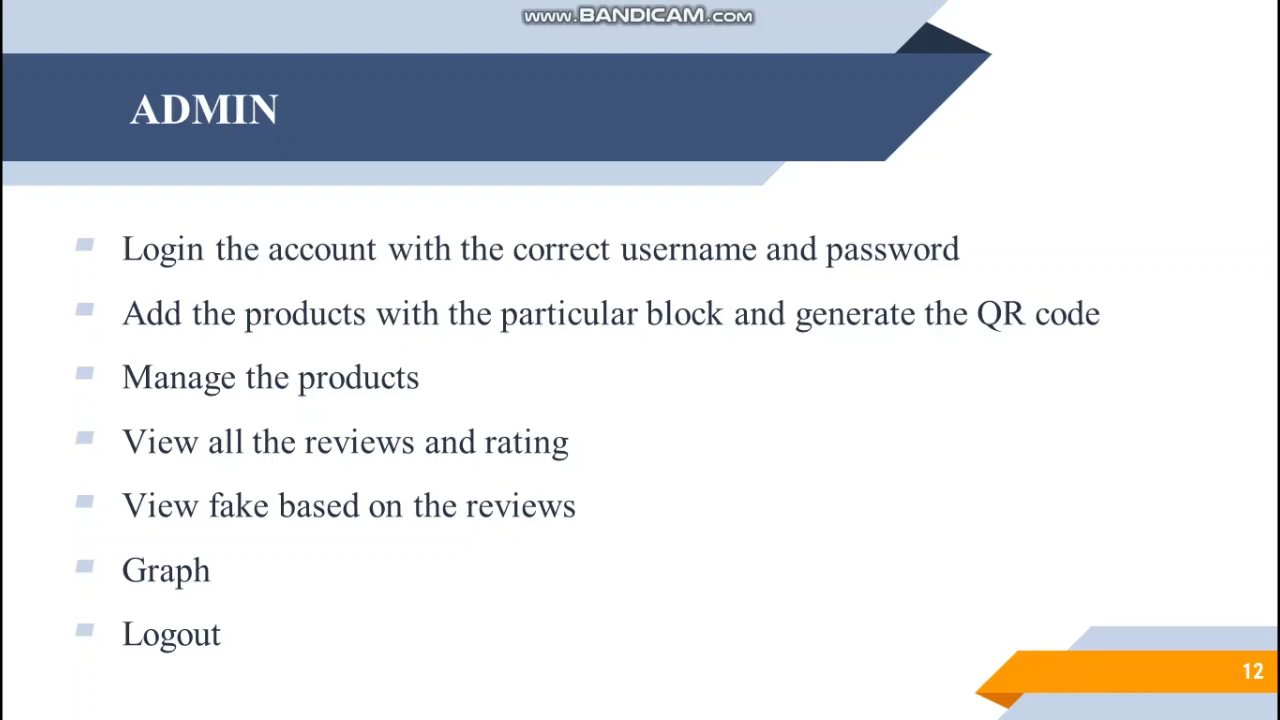 www.BANDICAM.com
ADMIN
Login the account with the correct username and password
Add the products with the particular block and generate the QR code
Manage the products
View all the reviews and rating
View fake based on the reviews
Graph
Logout
12